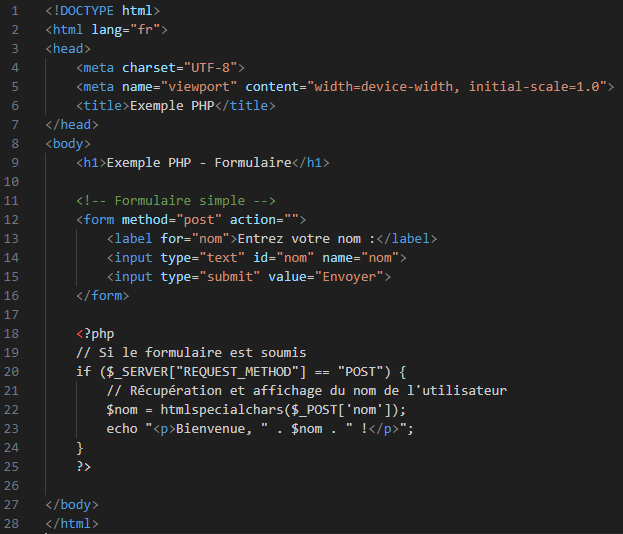 1 <!DOCTYPE html>
2 <html lang="fr">
3 <head>
4     <meta charset="UTF-8">
5     <meta name="viewport" content="width=device-width, initial-scale=1.0">
6     <title>Exemple PHP</title>
7 </head>
8 <body>
9     <h1>Exemple PHP - Formulaire</h1>
10
11     <!-- Formulaire simple -->
12     <form method="post" action="">
13         <label for="nom">Entrez votre nom :</label>
14         <input type="text" id="nom" name="nom">
15         <input type="submit" value="Envoyer">
16     </form>
17
18     <?php
19     // Si le formulaire est soumis
20     if ($_SERVER["REQUEST_METHOD"] == "POST") {
21         // Récupération et affichage du nom de l'utilisateur
22         $nom = htmlspecialchars($_POST['nom']);
23         echo "<p>Bienvenue, " . $nom . " !</p>";
24     }
25     ?>
26
27 </body>
28 </html>